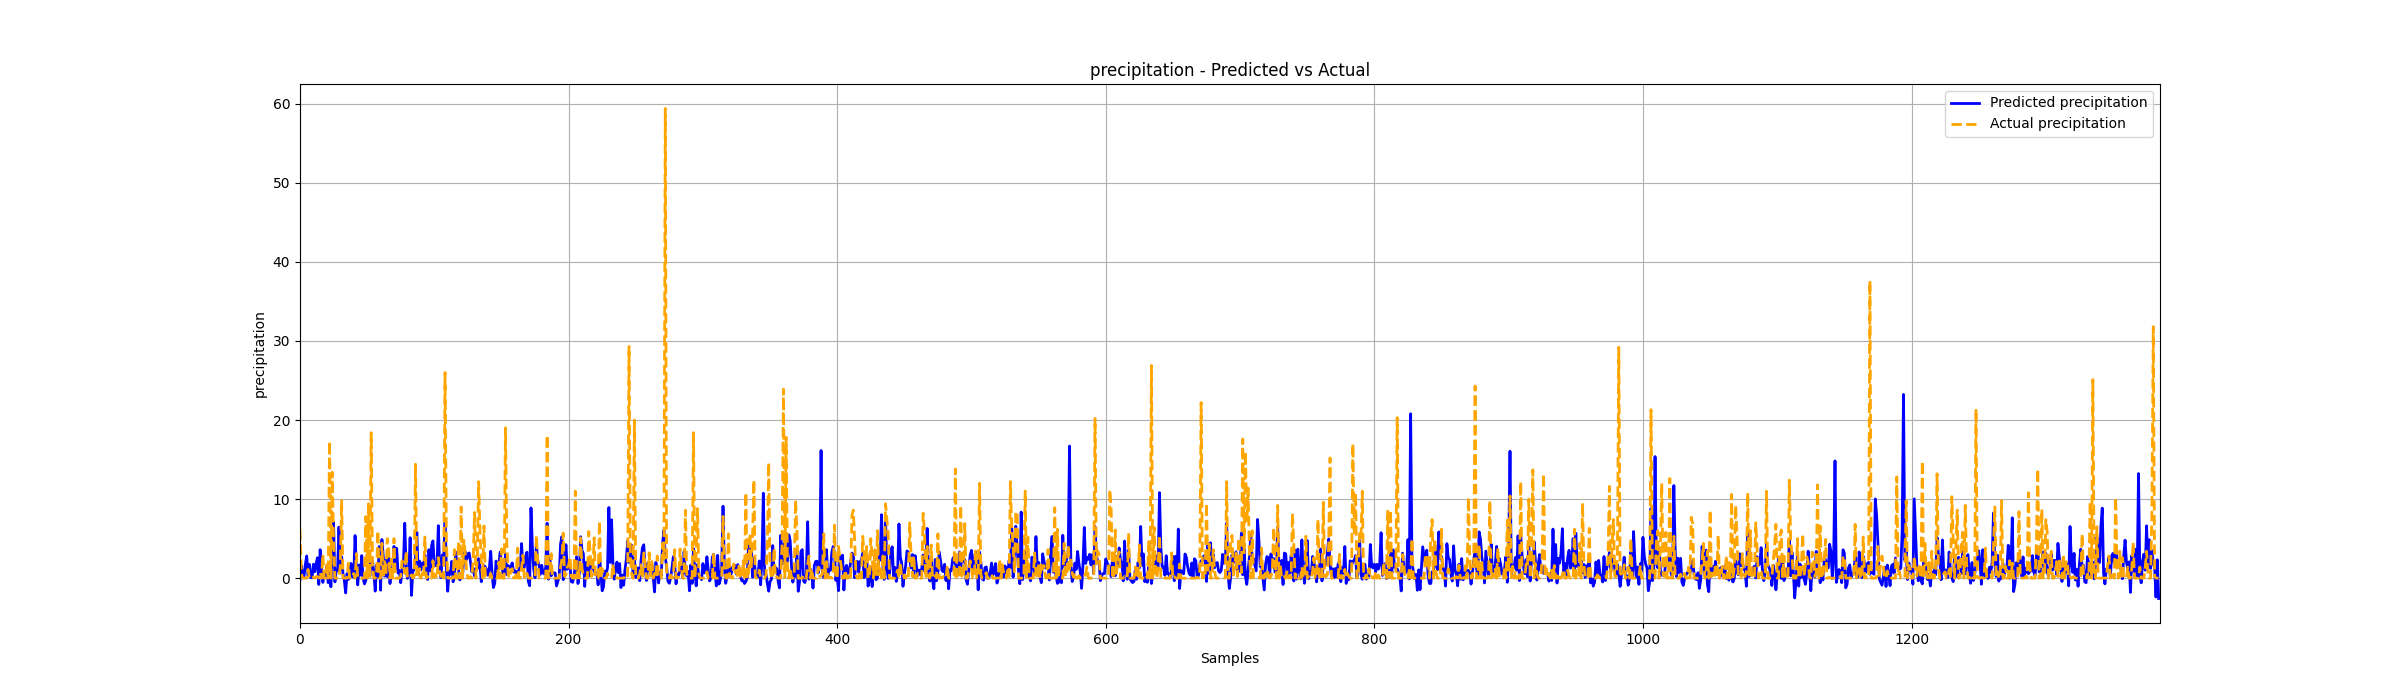 precipitation - Predicted vs Actual
Predicted precipitation
Actual precipitation
60
50
40
30
20
10
0
precipitation
0 200 400 600 800 1000 1200
Samples